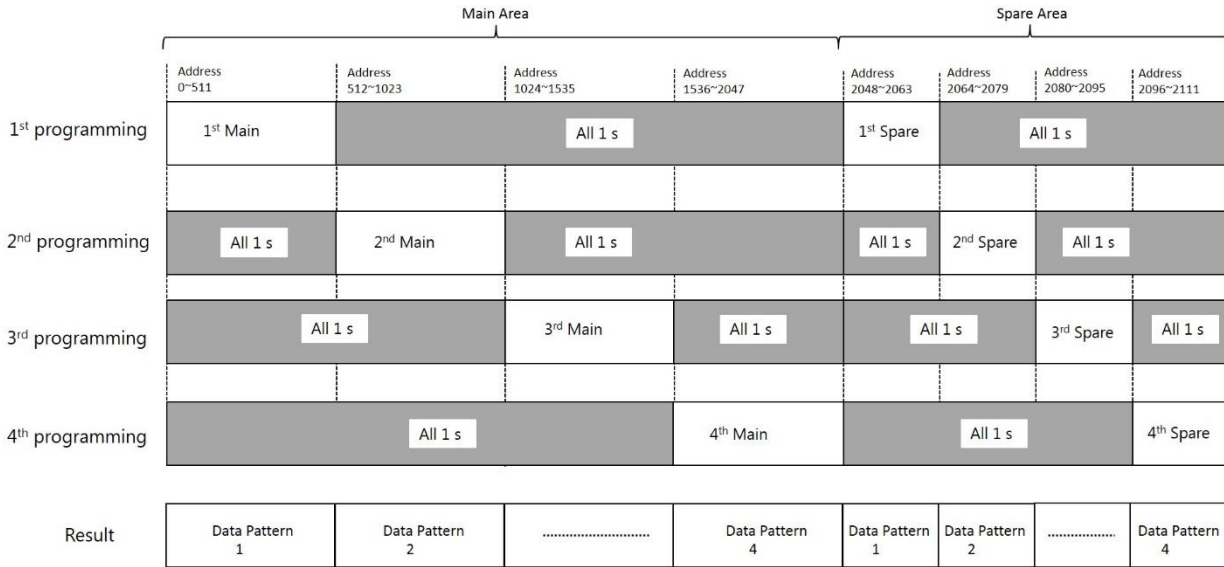 Main Area
Spare Area
Address
0~511
Address
512~1023
Address
1024~1535
Address
1536~2047
Address
2048~2063
Address
2064~2079
Address
2080~2095
Address
2096~2111
1st programming
1st Main
All 1 s
1st Spare
All 1 s
2nd programming
All 1 s
2nd Main
All 1 s
All 1 s
2nd Spare
All 1 s
3rd programming
All 1 s
3rd Main
All 1 s
All 1 s
3rd Spare
All 1 s
4th programming
All 1 s
4th Main
All 1 s
4th Spare
Result
Data Pattern
1
Data Pattern
2
....................
Data Pattern
4
Data Pattern
1
Data Pattern
2
..............
Data Pattern
4